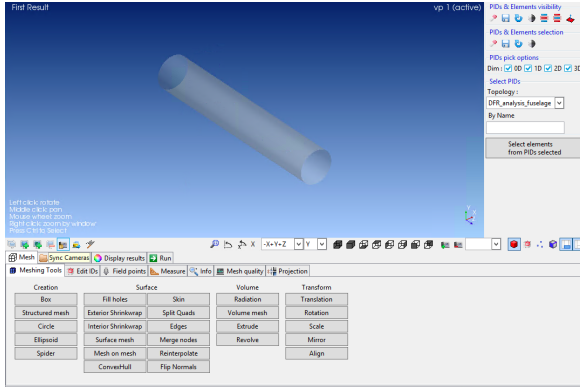 First Result
vp 1 (active)
PIDs & Elements visibility
PIDs & Elements selection
PIDs pick options
Dim : 0D 1D 2D 3D
Select PIDs
Topology :
DFR_analysis_fuselage
By Name
Select elements
from PIDs selected
Left click: rotate
Middle click: pan
Mouse wheel: zoom
Right click: zoom by window
Press Ctrl to Select
X -X+Y+Z Y
Mesh Sync Cameras Display results Run
Meshing Tools Edit IDs Field points Measure Info Mesh quality Projection
Creation Surface Volume Transform
Box Fill holes Skin Radiation Translation
Structured mesh Exterior Shrinkwrap Split Quads Volume mesh Rotation
Circle Interior Shrinkwrap Edges Extrude Scale
Ellipsoid Surface mesh Merge nodes Revolve Mirror
Spider Mesh on mesh Reinterpolate Align
ConvexHull Flip Normals